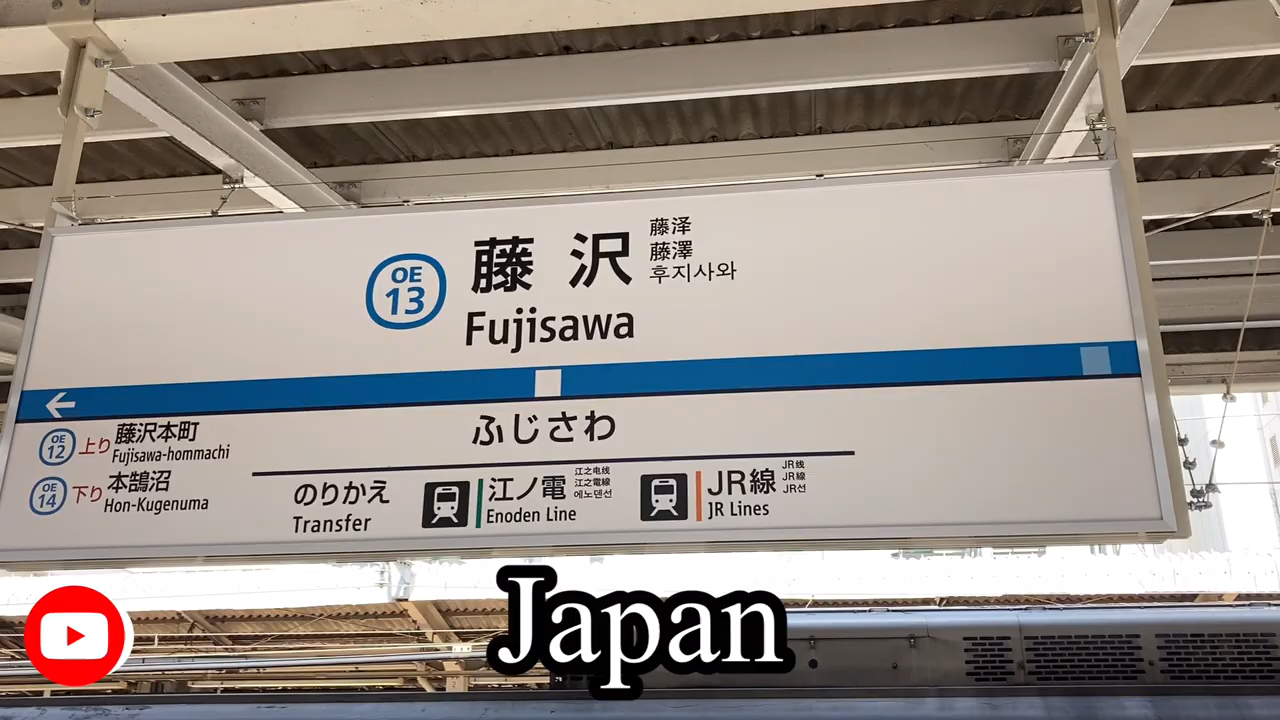 OE
13
藤沢
藤泽
藤澤
후지사와
Fujisawa
ふじさわ
OE
12
上り
藤沢本町
Fujisawa-hommachi
OE
14
下り
本鵠沼
Hon-Kugenuma
のりかえ
Transfer
江ノ電
江之电线
江之電線
에노덴선
Enoden Line
JR線
JR线
JR線
JR선
JR Lines
Japan